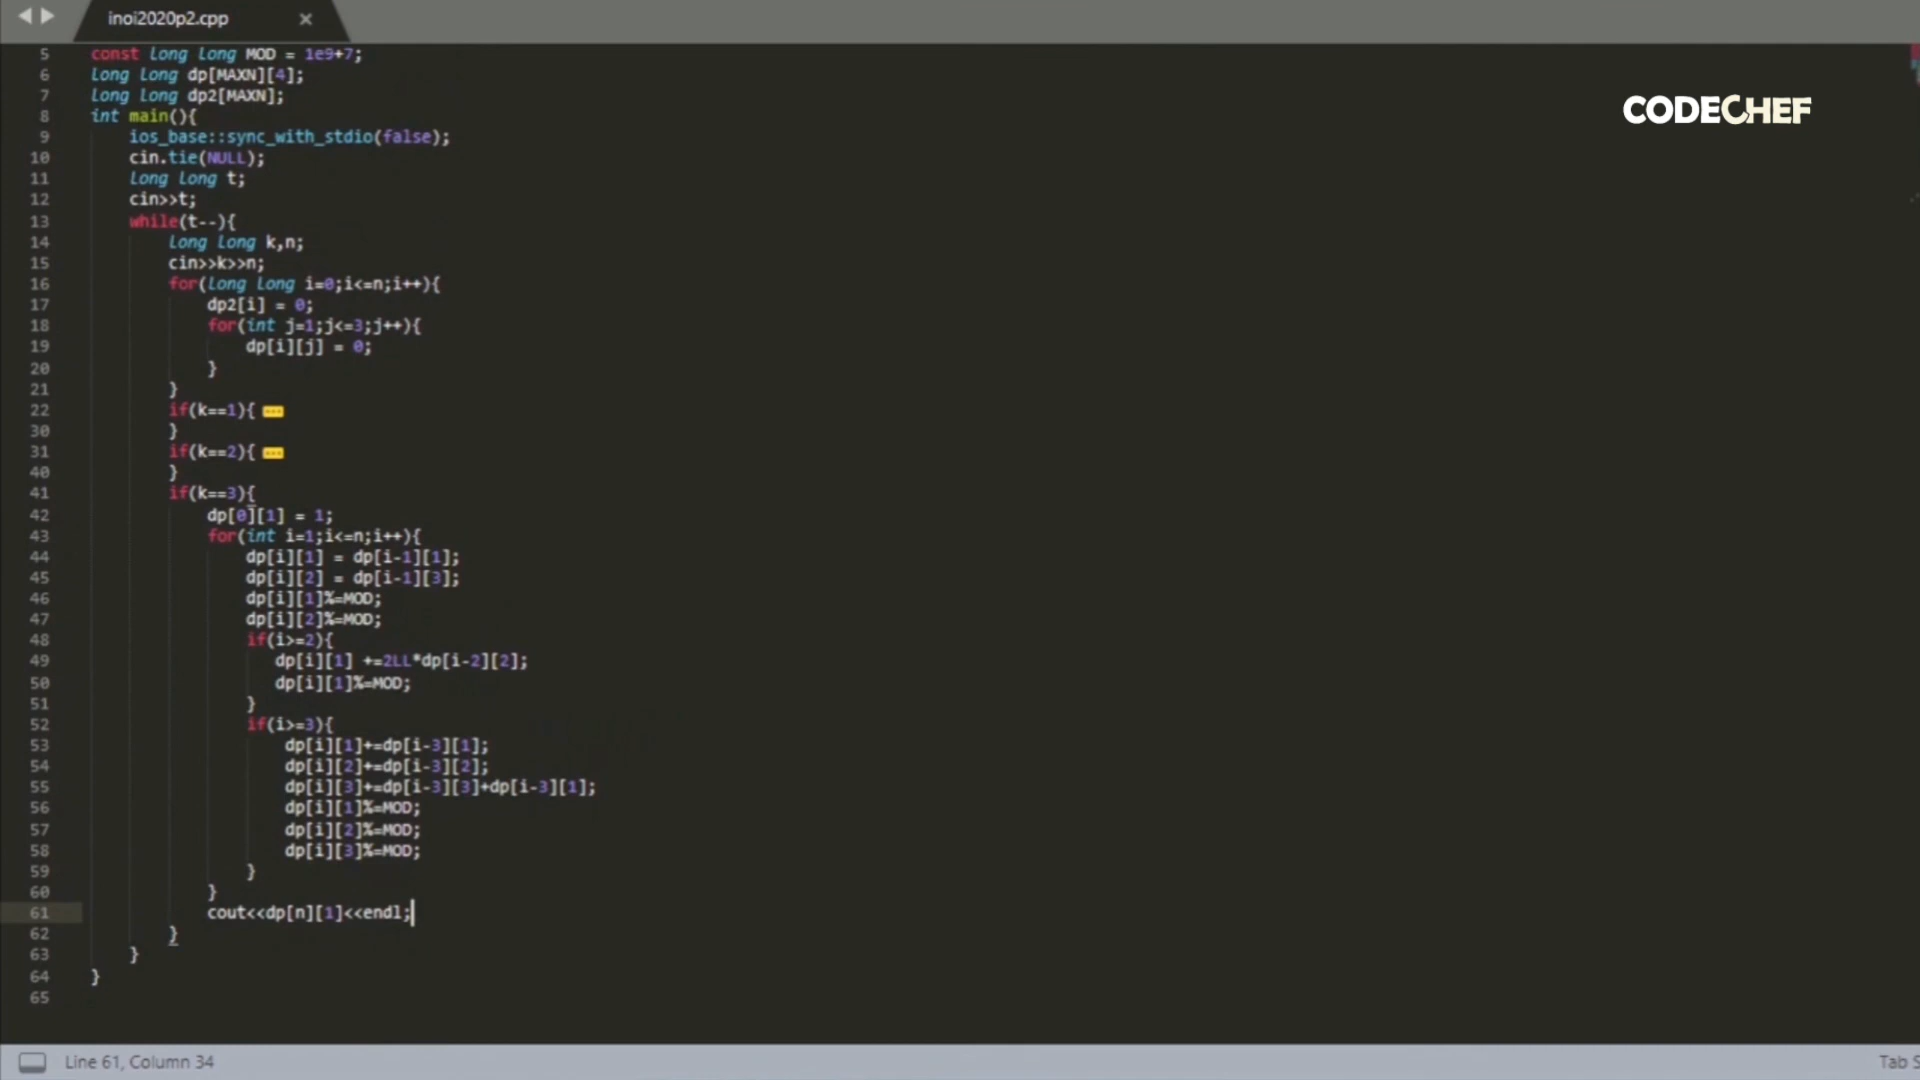 inoi2020p2.cpp ×
5 const long long MOD = 1e9+7;
6 long long dp[MAXN][4];
7 long long dp2[MAXN];
8 int main(){
9 ios_base::sync_with_stdio(false);
10 cin.tie(NULL);
11 long long t;
12 cin>>t;
13 while(t--){
14 long long k,n;
15 cin>>k>>n;
16 for(long long i=0;i<=n;i++){
17 dp2[i] = 0;
18 for(int j=1;j<=3;j++){
19 dp[i][j] = 0;
20 }
21 }
22 if(k==1){
30 }
31 if(k==2){
40 }
41 if(k==3){
42 dp[0][1] = 1;
43 for(int i=1;i<=n;i++){
44 dp[i][1] = dp[i-1][1];
45 dp[i][2] = dp[i-1][3];
46 dp[i][1]%=MOD;
47 dp[i][2]%=MOD;
48 if(i>=2){
49 dp[i][1] +=2LL*dp[i-2][2];
50 dp[i][1]%=MOD;
51 }
52 if(i>=3){
53 dp[i][1]+=dp[i-3][1];
54 dp[i][2]+=dp[i-3][2];
55 dp[i][3]+=dp[i-3][3]+dp[i-3][1];
56 dp[i][1]%=MOD;
57 dp[i][2]%=MOD;
58 dp[i][3]%=MOD;
59 }
60 }
61 cout<<dp[n][1]<<endl;
62 }
63 }
64 }
65
CODECHEF
Line 61, Column 34
Tab S